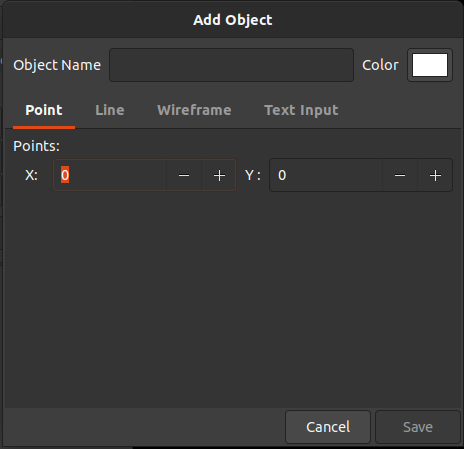 Add Object
Object Name Color
Point Line Wireframe Text Input
Points:
X: 0 − + Y : 0 − +
Cancel Save